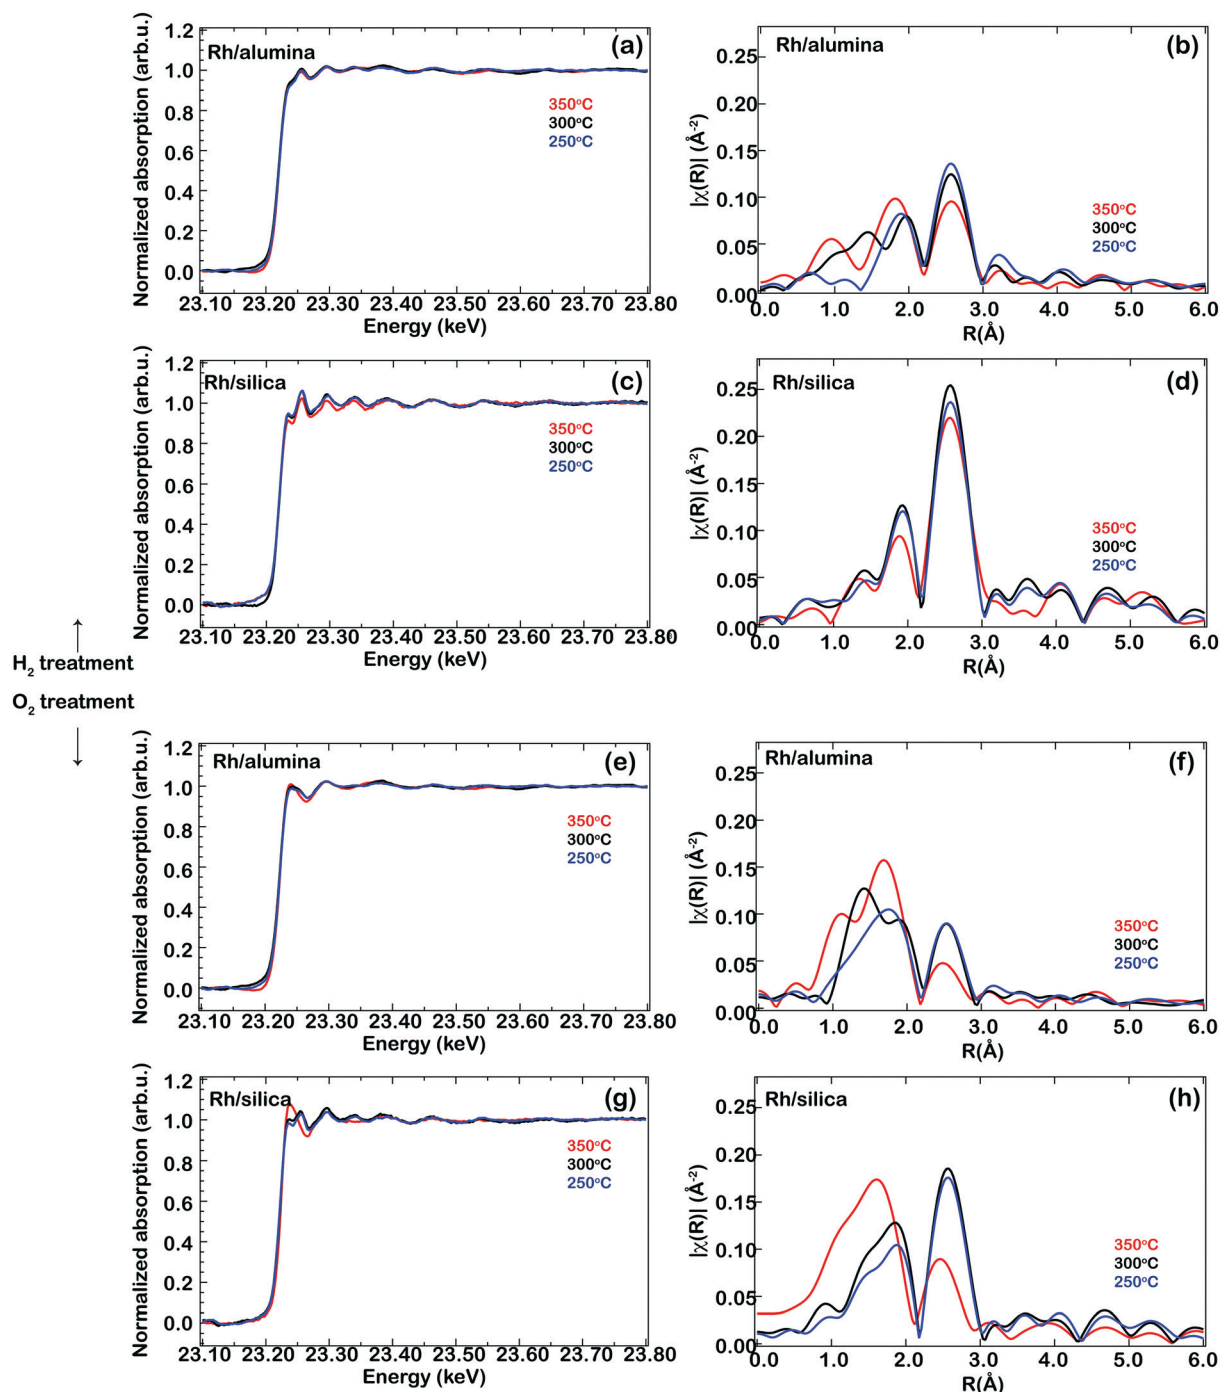 Normalized absorption (arb.u.)
1.2
1.0
0.8
0.6
0.4
0.2
0.0
Rh/alumina
(a)
350°C
300°C
250°C
23.10 23.20 23.30 23.40 23.50 23.60 23.70 23.80
Energy (keV)
|χ(R)| (Å⁻²)
0.25
0.20
0.15
0.10
0.05
0.00
Rh/alumina
(b)
350°C
300°C
250°C
0.0 1.0 2.0 3.0 4.0 5.0 6.0
R(Å)
Normalized absorption (arb.u.)
1.2
1.0
0.8
0.6
0.4
0.2
0.0
Rh/silica
(c)
350°C
300°C
250°C
23.10 23.20 23.30 23.40 23.50 23.60 23.70 23.80
Energy (keV)
|χ(R)| (Å⁻²)
0.25
0.20
0.15
0.10
0.05
0.00
Rh/silica
(d)
350°C
300°C
250°C
0.0 1.0 2.0 3.0 4.0 5.0 6.0
R(Å)
↑
H₂ treatment
O₂ treatment
↓
Normalized absorption (arb.u.)
1.2
1.0
0.8
0.6
0.4
0.2
0.0
Rh/alumina
(e)
350°C
300°C
250°C
23.10 23.20 23.30 23.40 23.50 23.60 23.70 23.80
Energy (keV)
|χ(R)| (Å⁻²)
0.25
0.20
0.15
0.10
0.05
0.00
Rh/alumina
(f)
350°C
300°C
250°C
0.0 1.0 2.0 3.0 4.0 5.0 6.0
R(Å)
Normalized absorption (arb.u.)
1.2
1.0
0.8
0.6
0.4
0.2
0.0
Rh/silica
(g)
350°C
300°C
250°C
23.10 23.20 23.30 23.40 23.50 23.60 23.70 23.80
Energy (keV)
|χ(R)| (Å⁻²)
0.25
0.20
0.15
0.10
0.05
0.00
Rh/silica
(h)
350°C
300°C
250°C
0.0 1.0 2.0 3.0 4.0 5.0 6.0
R(Å)